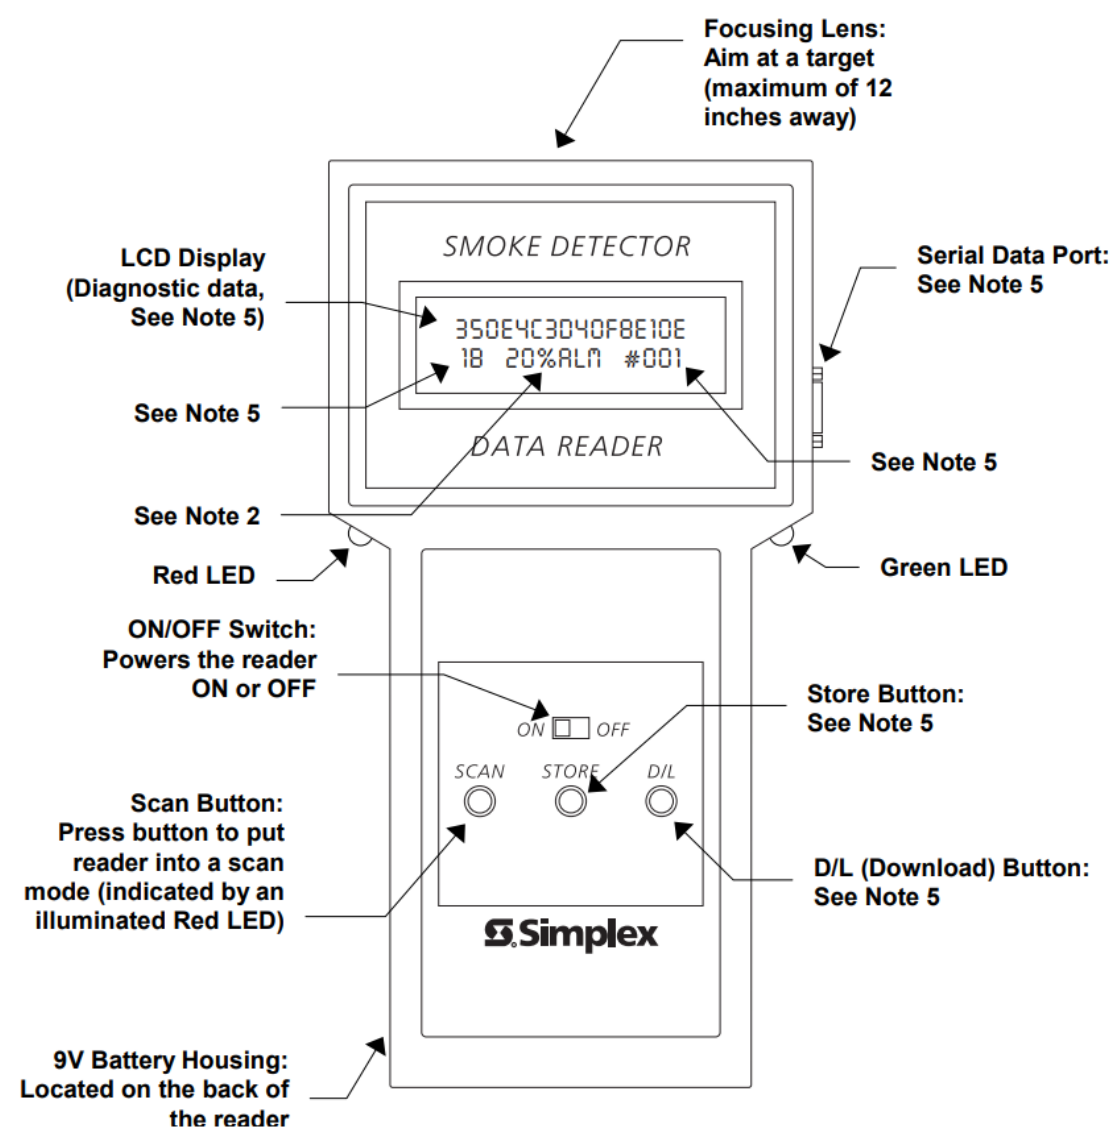 Focusing Lens:
Aim at a target
(maximum of 12
inches away)
SMOKE DETECTOR
LCD Display
(Diagnostic data,
See Note 5)
Serial Data Port:
See Note 5
350E4C3D40F8E10E
1B 20%ALM #001
See Note 5
DATA READER
See Note 5
See Note 2
Red LED
Green LED
ON/OFF Switch:
Powers the reader
ON or OFF
Store Button:
See Note 5
ON OFF
SCAN STORE D/L
Scan Button:
Press button to put
reader into a scan
mode (indicated by an
illuminated Red LED)
D/L (Download) Button:
See Note 5
Simplex
9V Battery Housing:
Located on the back of
the reader